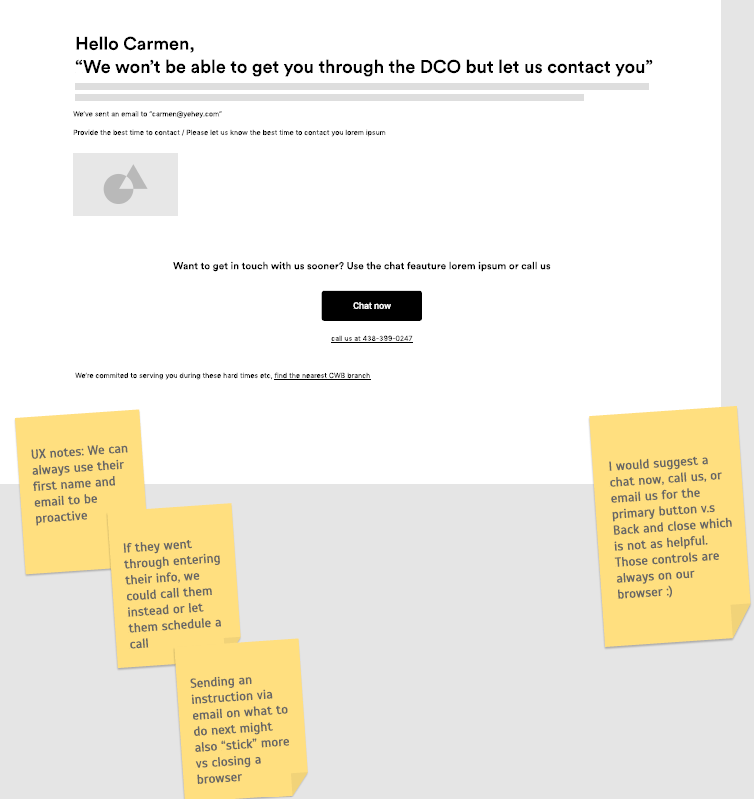 Hello Carmen,
“We won’t be able to get you through the DCO but let us contact you”
We've sent an email to “carmen@yehey.com”
Provide the best time to contact / Please let us know the best time to contact you lorem ipsum
Want to get in touch with us sooner? Use the chat feauture lorem ipsum or call us
Chat now
call us at 438-399-0247
We're commited to serving you during these hard times etc, find the nearest CWB branch
UX notes: We can
always use their
first name and
email to be
proactive
If they went
through entering
their info, we
could call them
instead or let
them schedule a
call
Sending an
instruction via
email on what to
do next might
also “stick” more
vs closing a
browser
I would suggest a
chat now, call us, or
email us for the
primary button v.s
Back and close which
is not as helpful.
Those controls are
always on our
browser :)